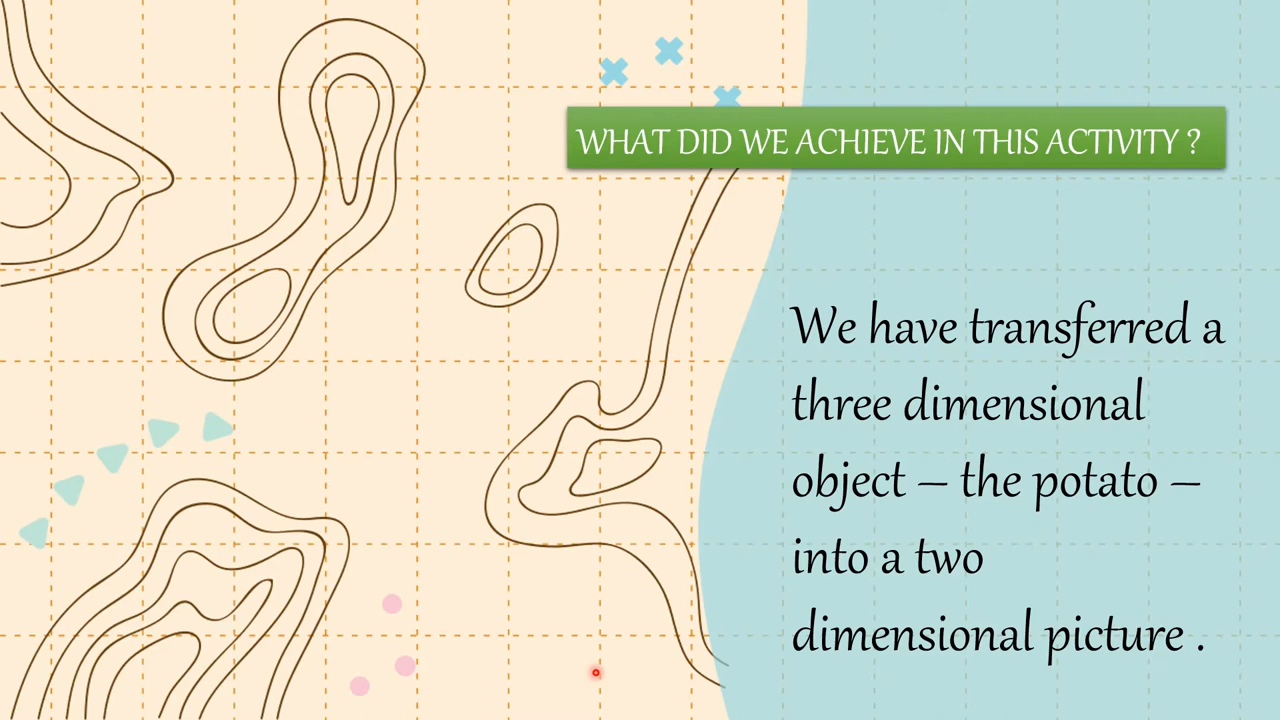 WHAT DID WE ACHIEVE IN THIS ACTIVITY ?
We have transferred a
three dimensional
object – the potato –
into a two
dimensional picture .